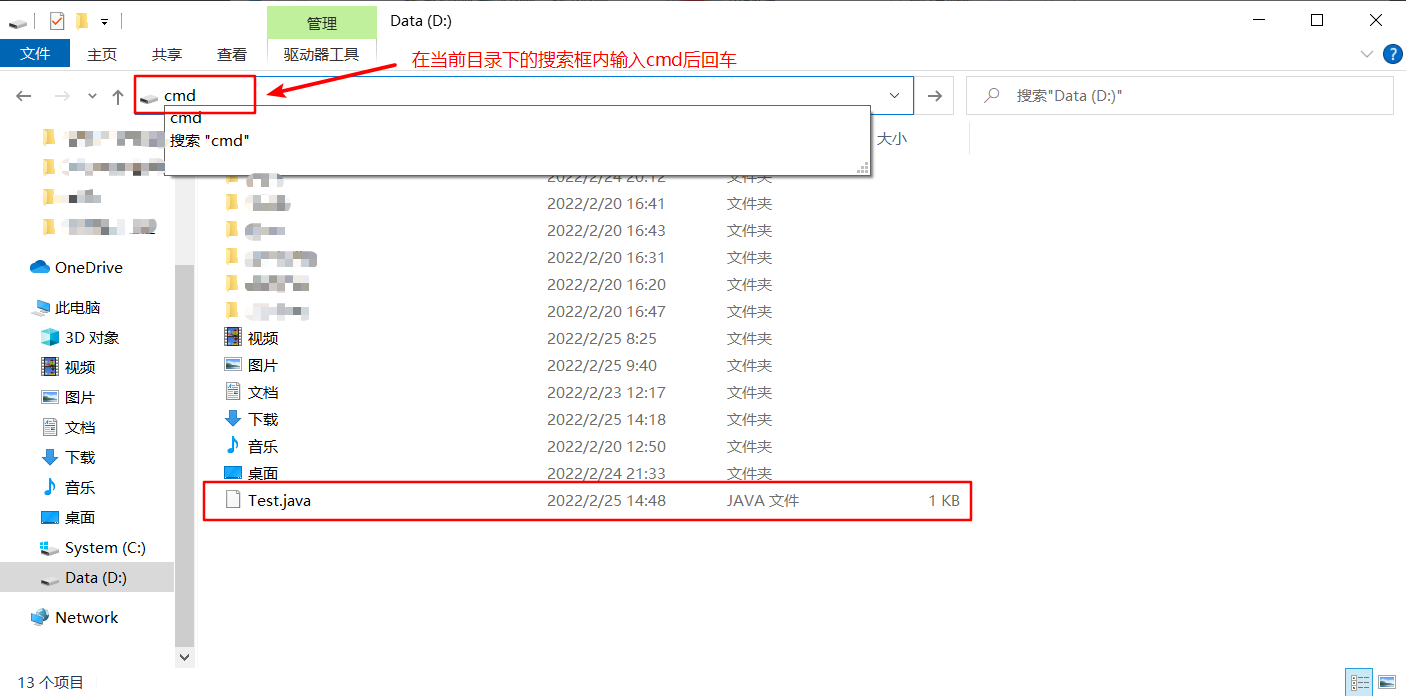 管理
Data (D:)
文件
主页
共享
查看
驱动器工具
在当前目录下的搜索框内输入cmd后回车
cmd
搜索"Data (D:)"
cmd
搜索 "cmd"
大小
2022/2/24 20:12 文件夹
2022/2/20 16:41 文件夹
2022/2/20 16:43 文件夹
2022/2/20 16:31 文件夹
2022/2/20 16:20 文件夹
2022/2/20 16:47 文件夹
视频 2022/2/25 8:25 文件夹
图片 2022/2/25 9:40 文件夹
文档 2022/2/23 12:17 文件夹
下载 2022/2/25 14:18 文件夹
音乐 2022/2/20 12:50 文件夹
桌面 2022/2/24 21:33 文件夹
Test.java 2022/2/25 14:48 JAVA 文件 1 KB
OneDrive
此电脑
3D 对象
视频
图片
文档
下载
音乐
桌面
System (C:)
Data (D:)
Network
13 个项目